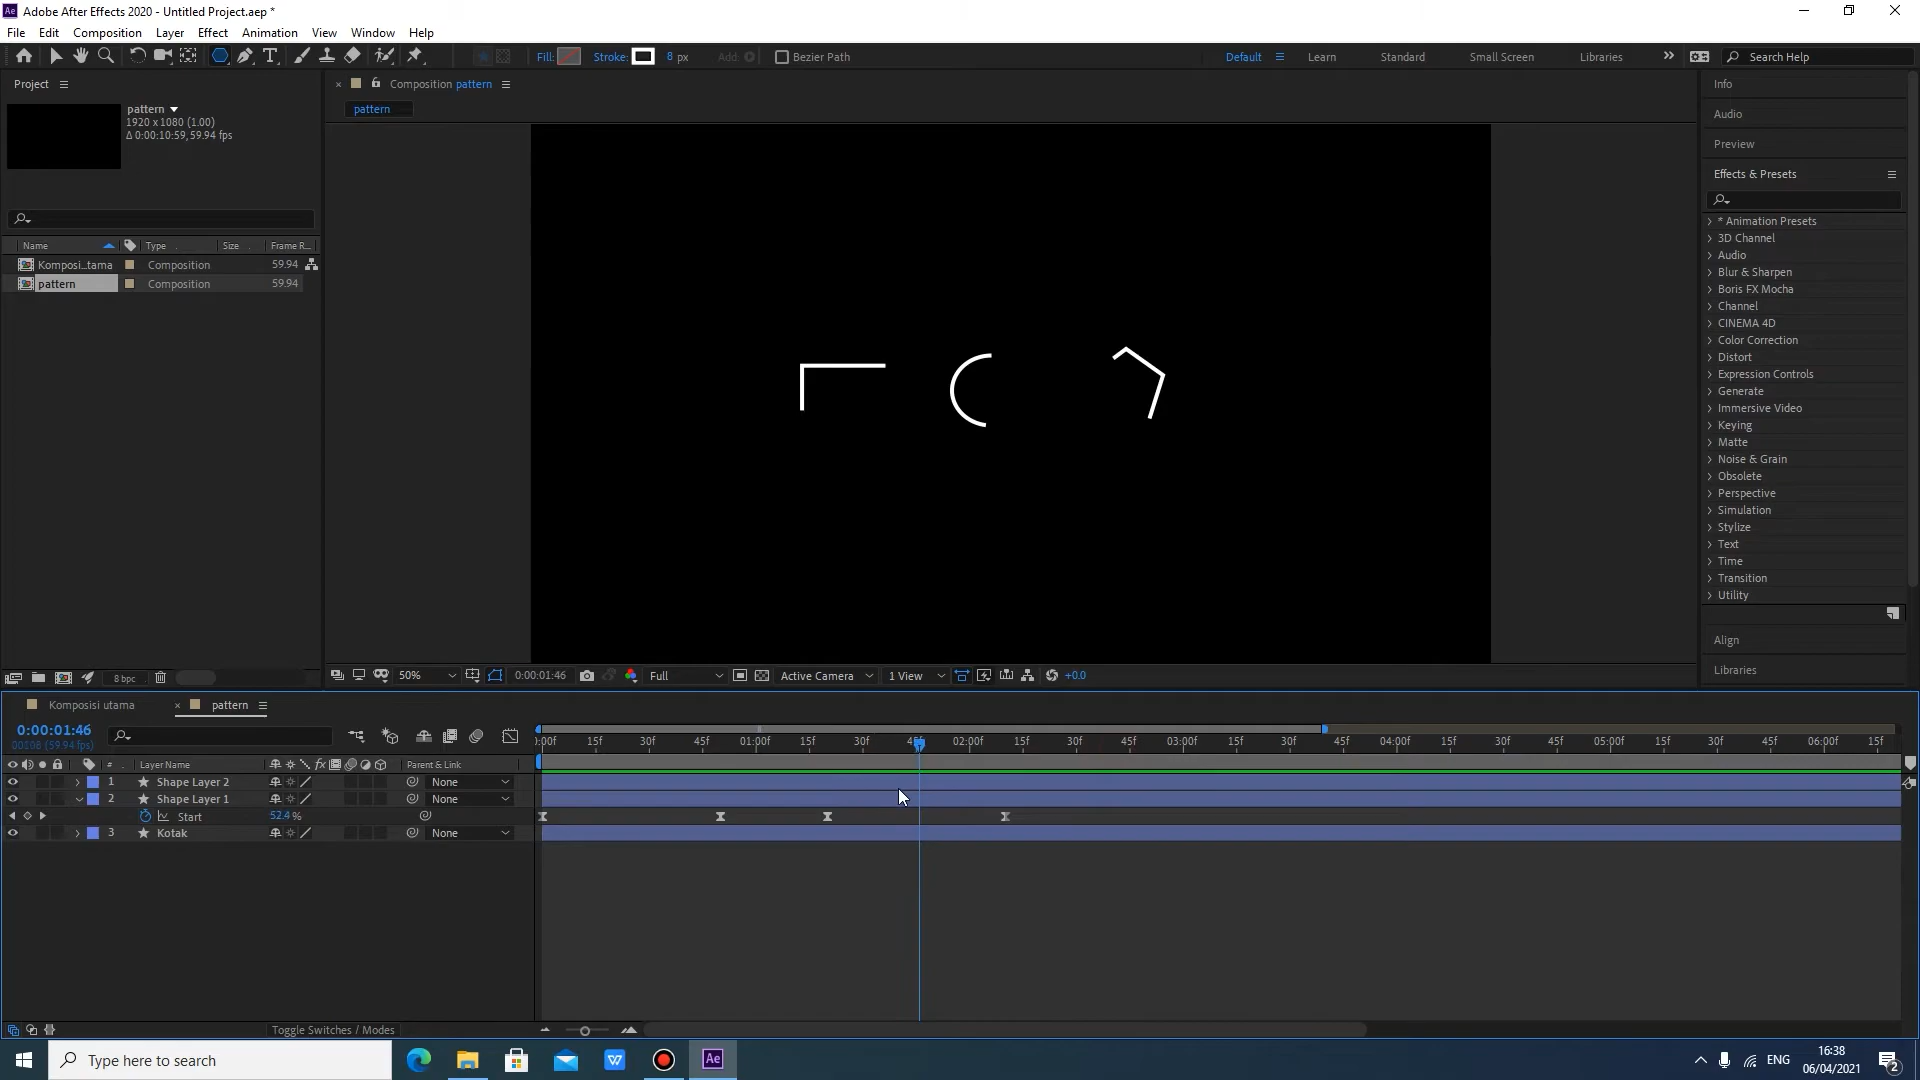 Adobe After Effects 2020 - Untitled Project.aep *
File Edit Composition Layer Effect Animation View Window Help
Fill: Stroke: 8 px Add: Bezier Path Default Learn Standard Small Screen Libraries Search Help
Project
pattern
1920 x 1080 (1.00)
Δ 0:00:10:59, 59.94 fps
Name Type Size Frame R...
Komposi...tama Composition 59.94
pattern Composition 59.94
8 bpc
Composition pattern
pattern
50% 0:00:01:46 Full Active Camera 1 View +0.0
Info
Audio
Preview
Effects & Presets
* Animation Presets
3D Channel
Audio
Blur & Sharpen
Boris FX Mocha
Channel
CINEMA 4D
Color Correction
Distort
Expression Controls
Generate
Immersive Video
Keying
Matte
Noise & Grain
Obsolete
Perspective
Simulation
Stylize
Text
Time
Transition
Utility
Align
Libraries
Komposisi utama pattern
0:00:01:46
00108 (59.94 fps)
:00f 15f 30f 45f 01:00f 15f 30f 45f 02:00f 15f 30f 45f 03:00f 15f 30f 45f 04:00f 15f 30f 45f 05:00f 15f 30f 45f 06:00f 15f
# Layer Name fx Parent & Link
1 Shape Layer 2 None
2 Shape Layer 1 None
Start 52.4 %
3 Kotak None
Toggle Switches / Modes
Type here to search
Ae
ENG
16:38
06/04/2021
2